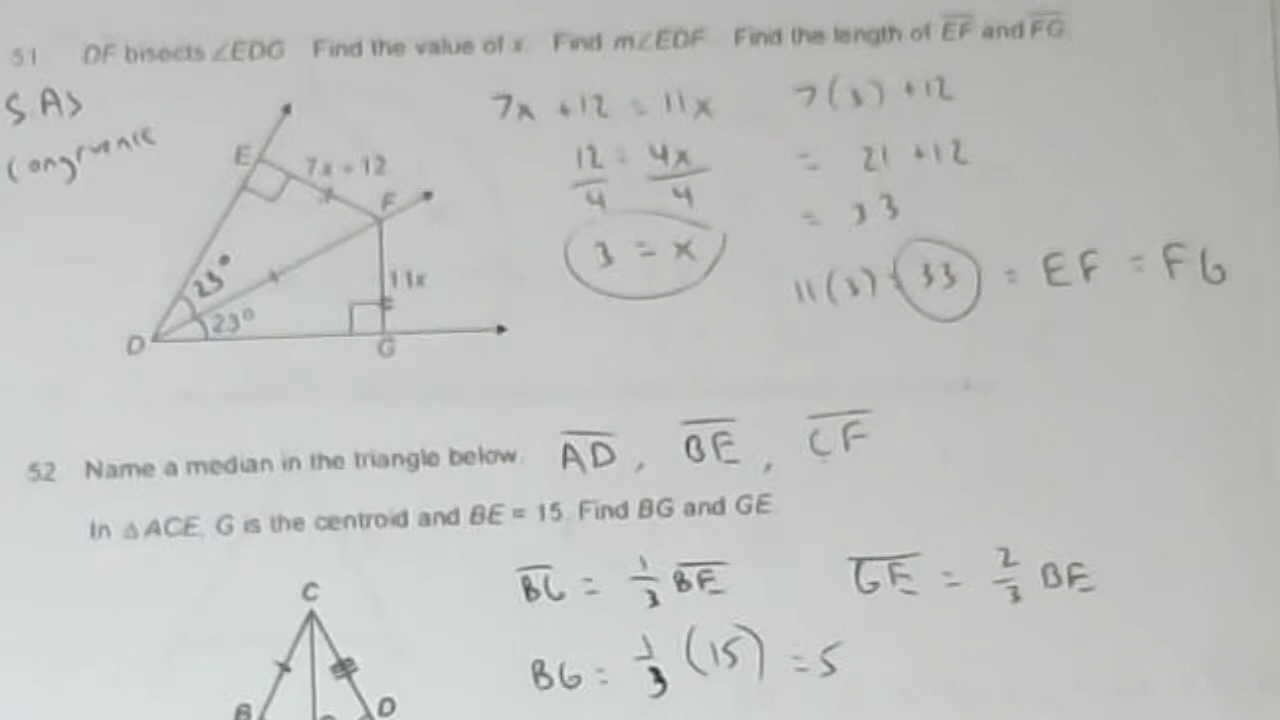 51 DF bisects ∠EDG Find the value of x. Find m∠EDF Find the length of EF and FG
SAS
congruence
7x + 12 = 11x
12/4 = 4x/4
3 = x
7(3) + 12
= 21 + 12
= 33
11(3) = 33 = EF = FG
E
7x + 12
F
23°
11x
23°
D
G
52 Name a median in the triangle below. AD, BE, CF
In △ACE, G is the centroid and BE = 15. Find BG and GE
BG = 1/3 BE
GE = 2/3 BE
BG = 1/3 (15) = 5
C
B
D